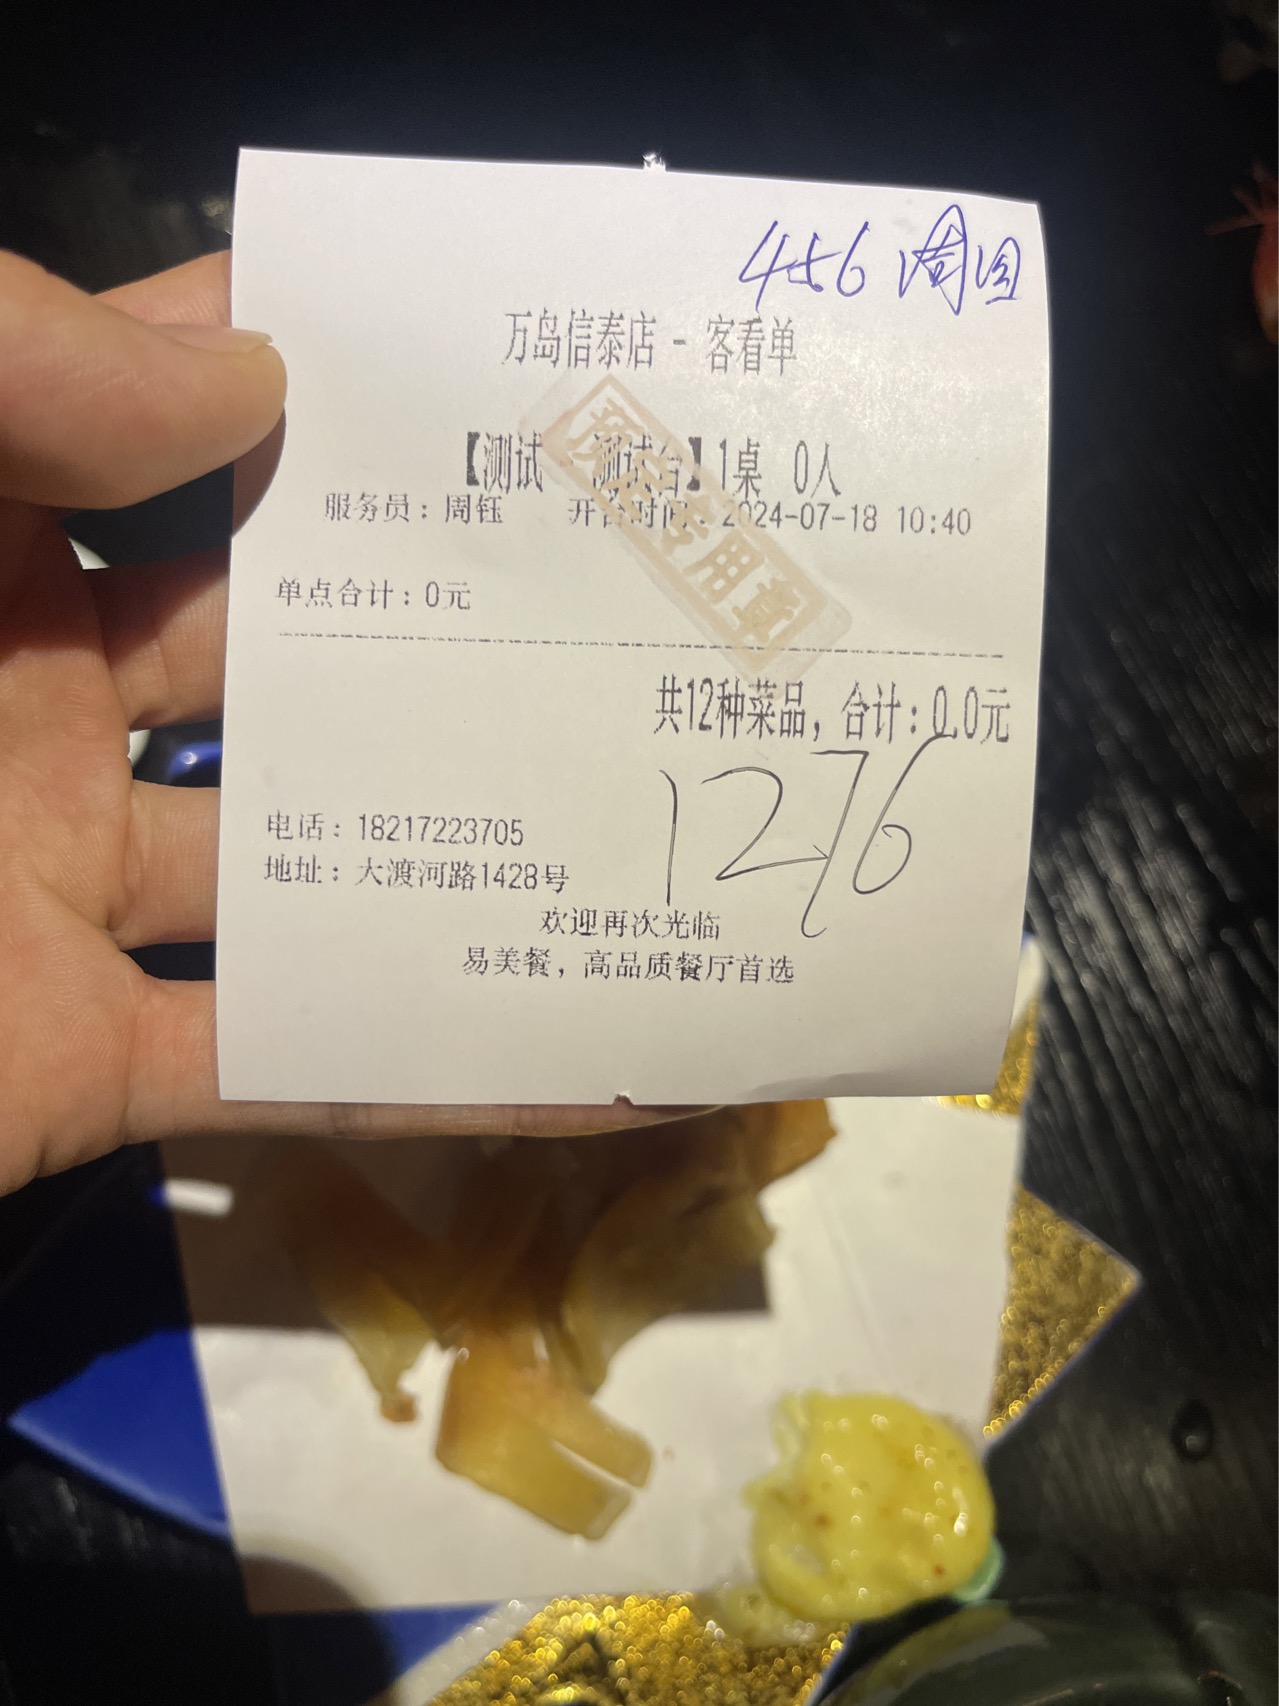 456 周
万岛信泰店 - 客看单
【测试 测试台】1桌 0人
服务员：周钰 开台时间：2024-07-18 10:40
专用章
单点合计：0元
共12种菜品，合计：0.0元
1276
电话：18217223705
地址：大渡河路1428号
欢迎再次光临
易美餐，高品质餐厅首选